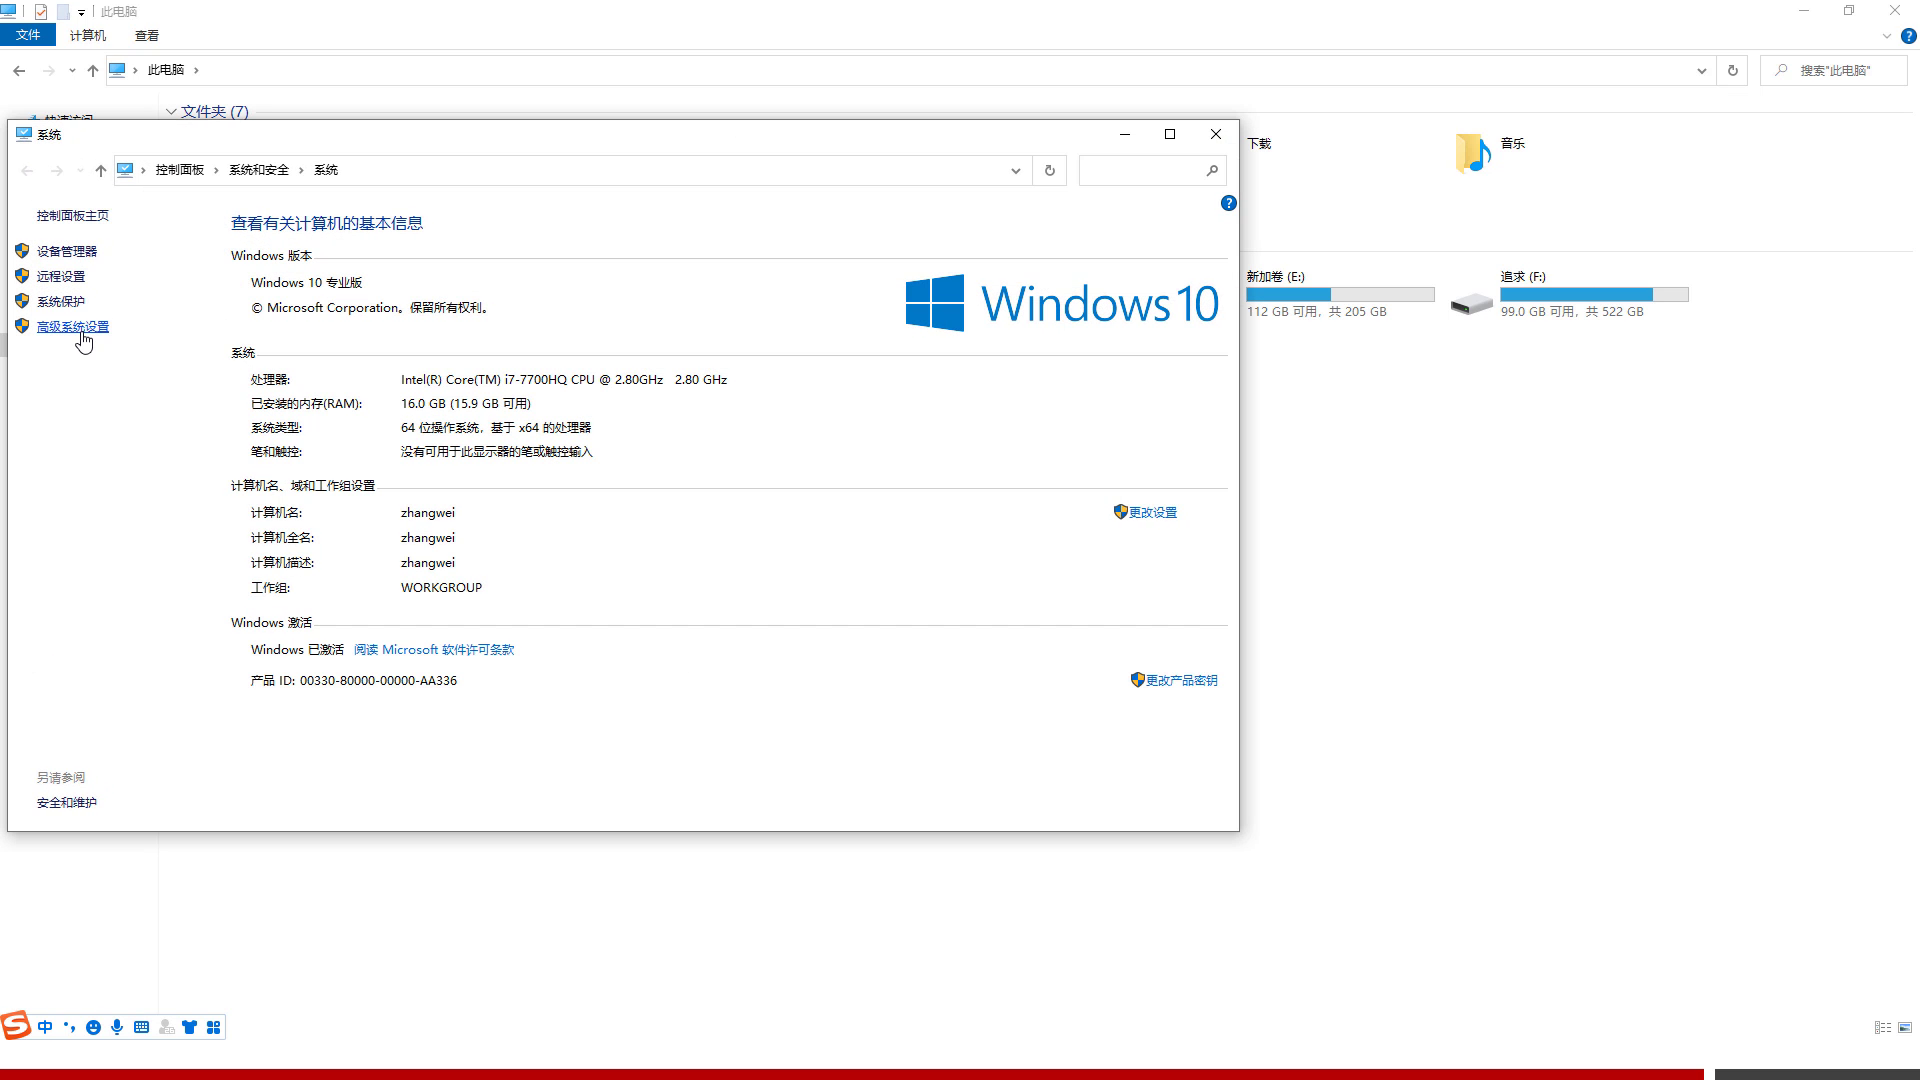 此电脑
文件 计算机 查看
此电脑
搜索"此电脑"
文件夹 (7)
系统
下载
音乐
控制面板 系统和安全 系统
控制面板主页
查看有关计算机的基本信息
设备管理器
Windows 版本
远程设置
Windows 10 专业版
新加卷 (E:)
追求 (F:)
系统保护
© Microsoft Corporation。保留所有权利。
Windows 10
112 GB 可用，共 205 GB
99.0 GB 可用，共 522 GB
高级系统设置
系统
处理器: Intel(R) Core(TM) i7-7700HQ CPU @ 2.80GHz 2.80 GHz
已安装的内存(RAM): 16.0 GB (15.9 GB 可用)
系统类型: 64 位操作系统，基于 x64 的处理器
笔和触控: 没有可用于此显示器的笔或触控输入
计算机名、域和工作组设置
计算机名: zhangwei 更改设置
计算机全名: zhangwei
计算机描述: zhangwei
工作组: WORKGROUP
Windows 激活
Windows 已激活 阅读 Microsoft 软件许可条款
产品 ID: 00330-80000-00000-AA336 更改产品密钥
另请参阅
安全和维护
中